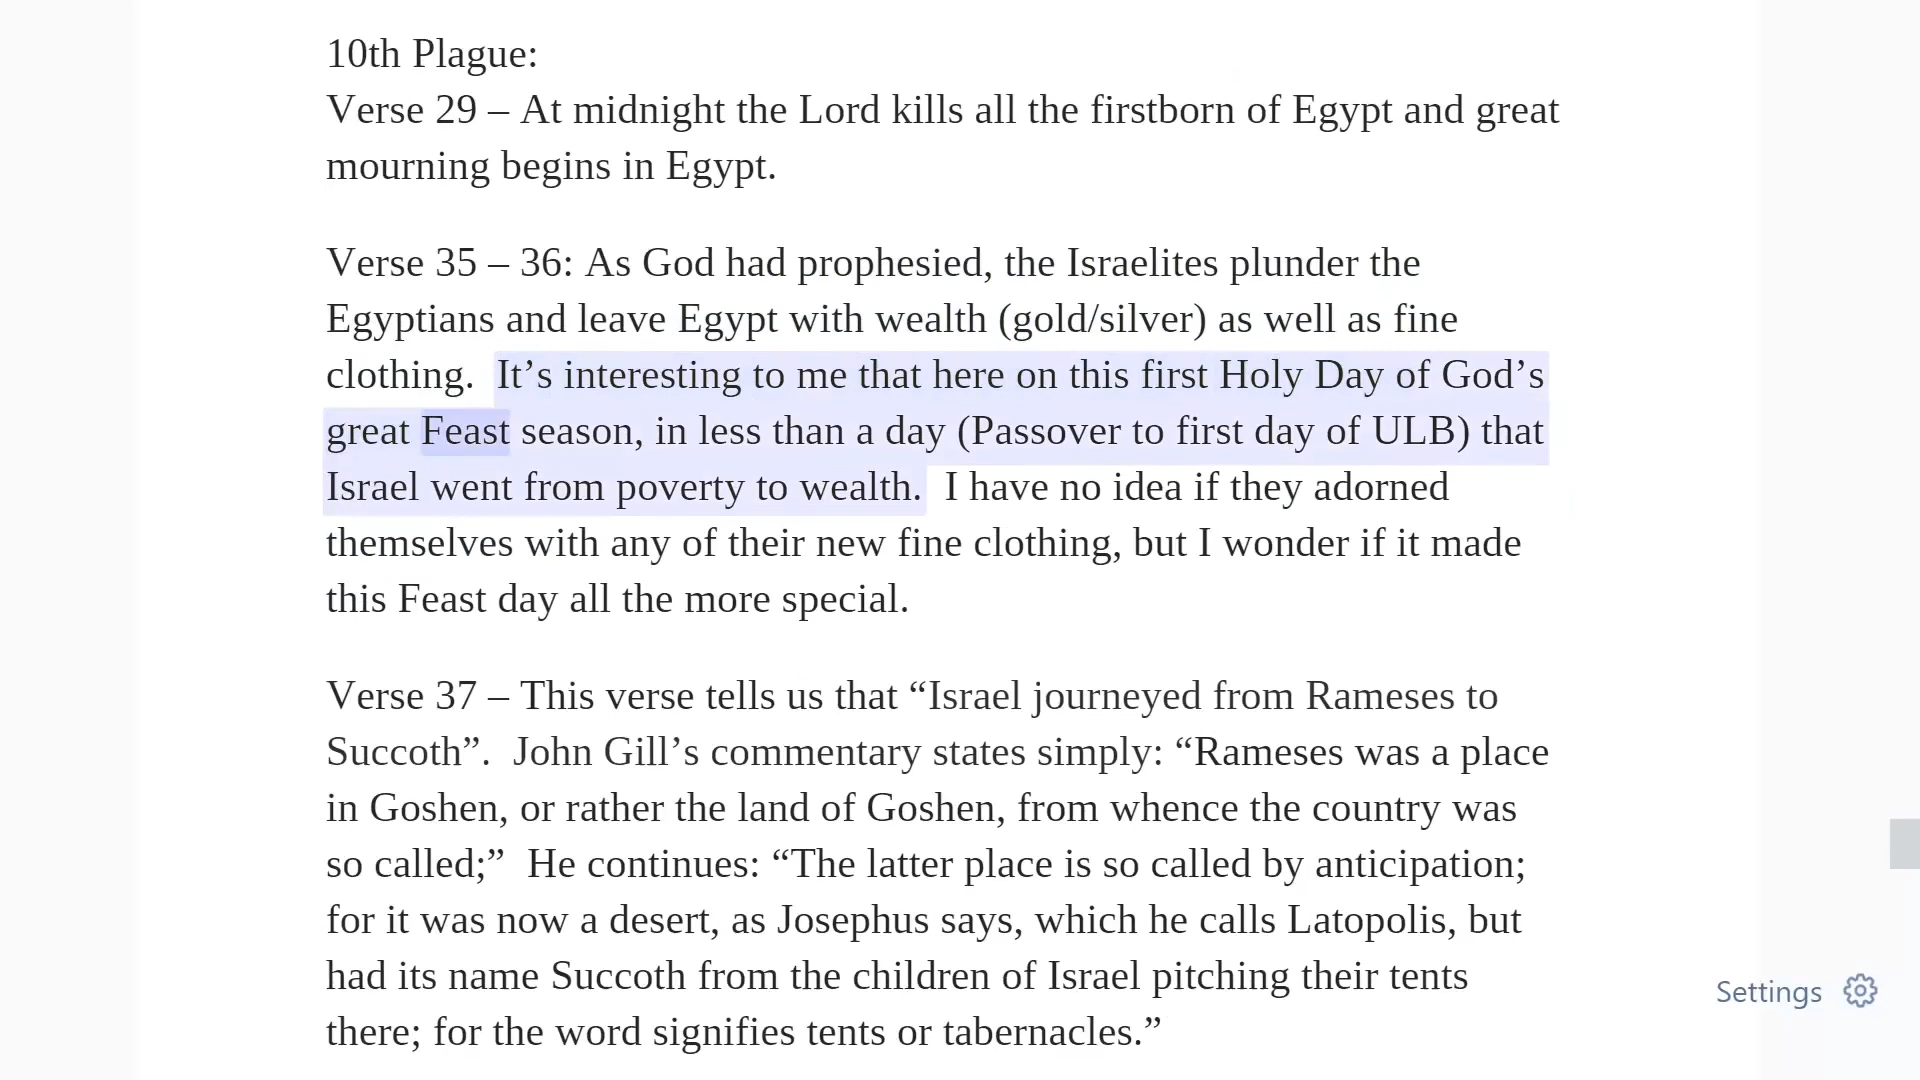 10th Plague:
Verse 29 – At midnight the Lord kills all the firstborn of Egypt and great
mourning begins in Egypt.
Verse 35 – 36: As God had prophesied, the Israelites plunder the
Egyptians and leave Egypt with wealth (gold/silver) as well as fine
clothing.  It’s interesting to me that here on this first Holy Day of God’s
great Feast season, in less than a day (Passover to first day of ULB) that
Israel went from poverty to wealth.  I have no idea if they adorned
themselves with any of their new fine clothing, but I wonder if it made
this Feast day all the more special.
Verse 37 – This verse tells us that “Israel journeyed from Rameses to
Succoth”.  John Gill’s commentary states simply: “Rameses was a place
in Goshen, or rather the land of Goshen, from whence the country was
so called;”  He continues: “The latter place is so called by anticipation;
for it was now a desert, as Josephus says, which he calls Latopolis, but
had its name Succoth from the children of Israel pitching their tents
there; for the word signifies tents or tabernacles.”
Settings